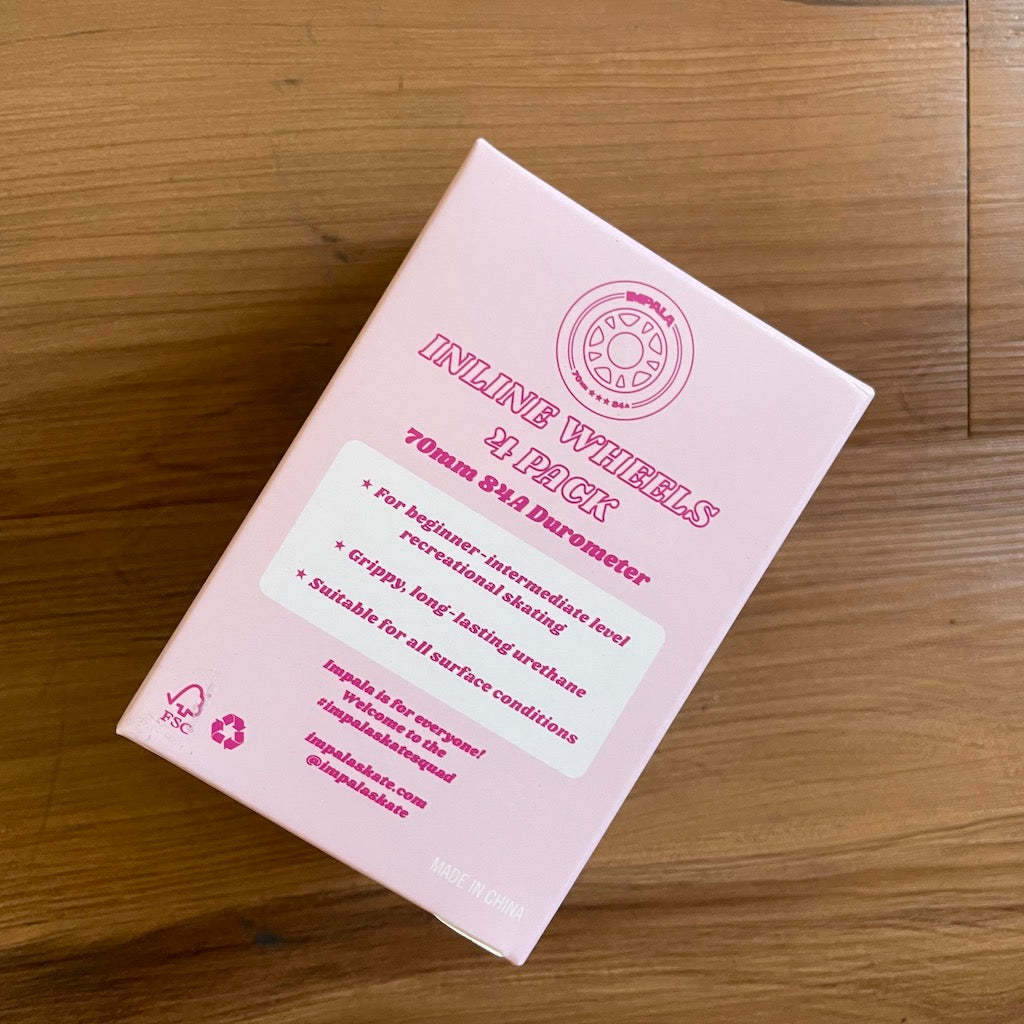 IMPALA
70mm ★★★ 84A
INLINE WHEELS
4 PACK
70mm 84A Durometer
★ For beginner-intermediate level
recreational skating
★ Grippy, long-lasting urethane
★ Suitable for all surface conditions
Impala is for everyone!
Welcome to the
#impalaskatesquad
impalaskate.com
@impalaskate
FSC
MADE IN CHINA